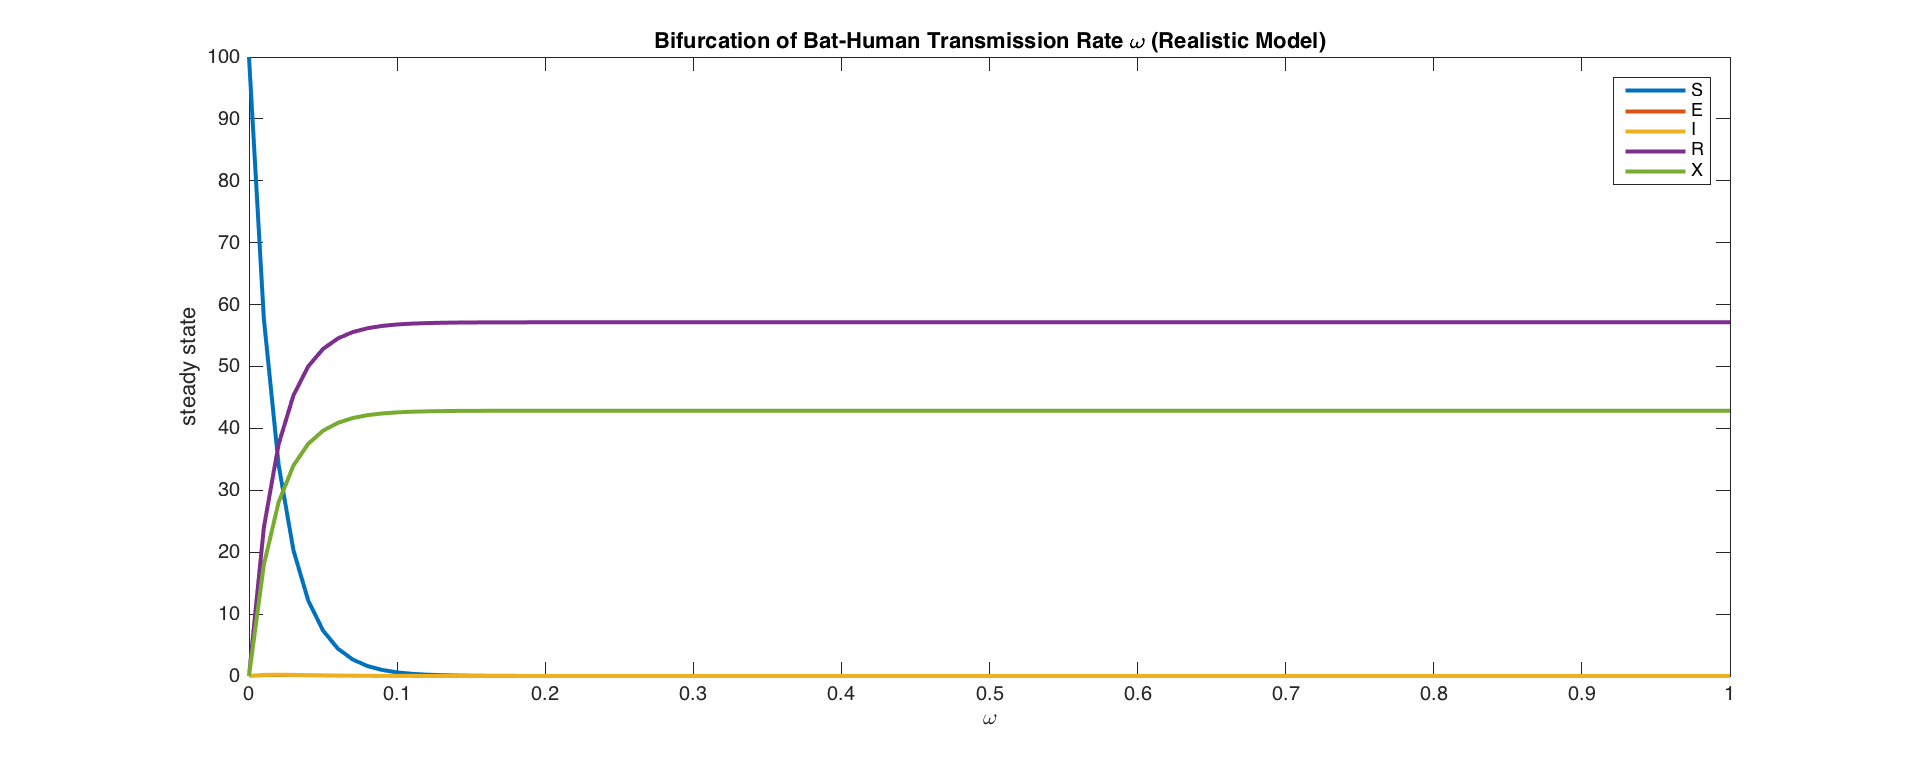 Bifurcation of Bat-Human Transmission Rate ω (Realistic Model)
100
90
80
70
60
50
40
30
20
10
0
steady state
S
E
I
R
X
0 0.1 0.2 0.3 0.4 0.5 0.6 0.7 0.8 0.9 1
ω